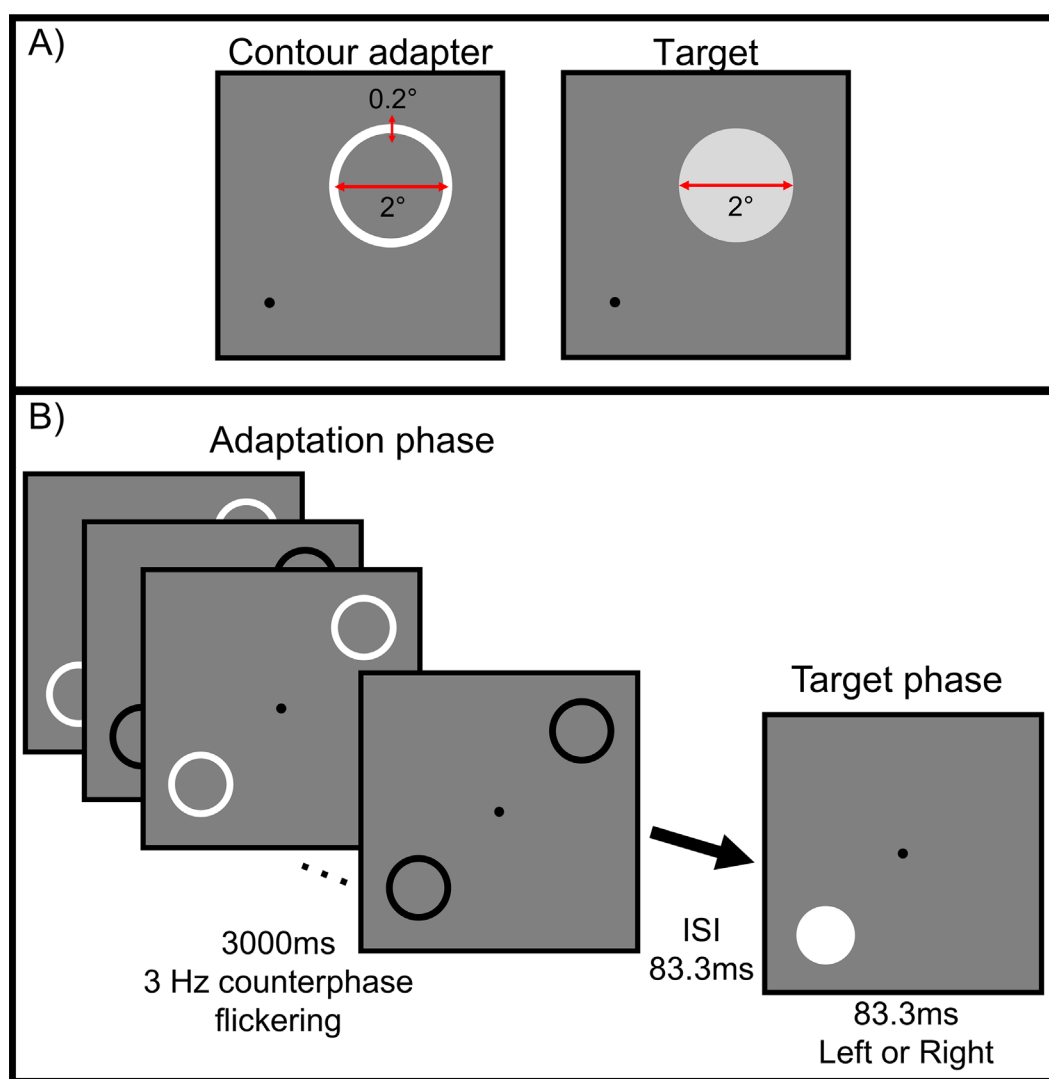 A)
Contour adapter
Target
0.2°
2°
2°
B)
Adaptation phase
Target phase
3000ms
3 Hz counterphase
flickering
ISI
83.3ms
83.3ms
Left or Right